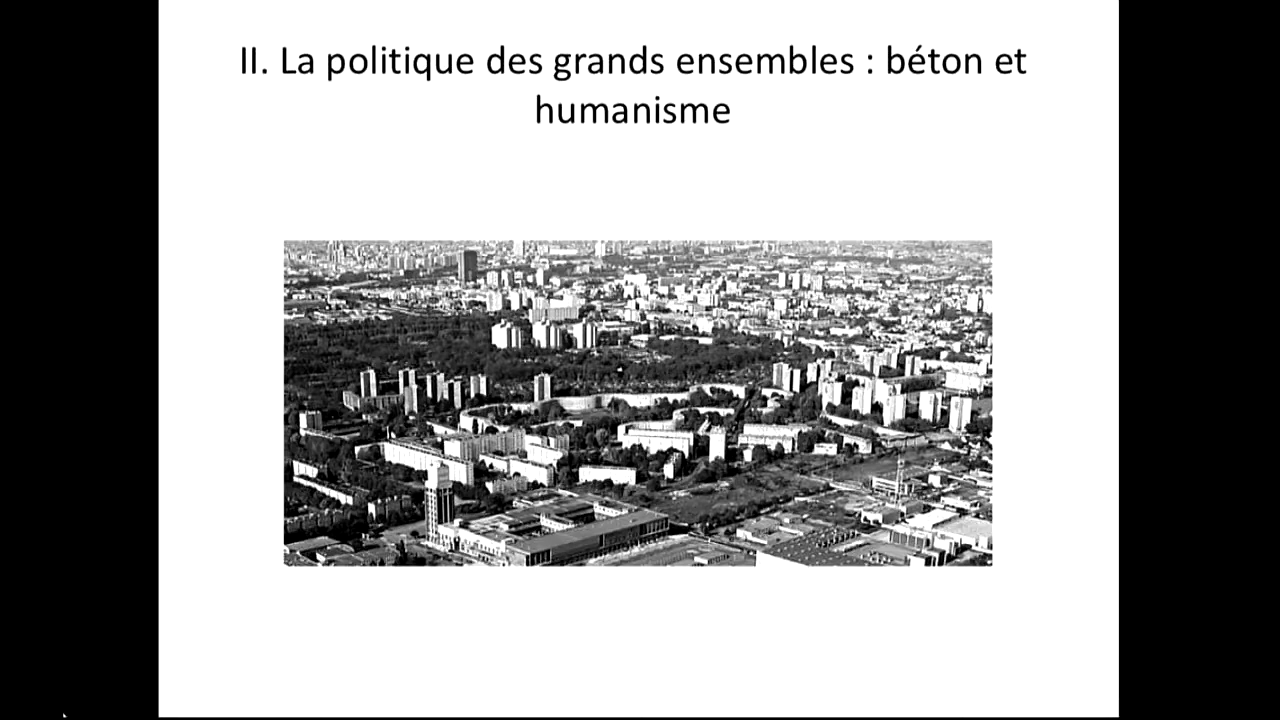 II. La politique des grands ensembles : béton et
humanisme